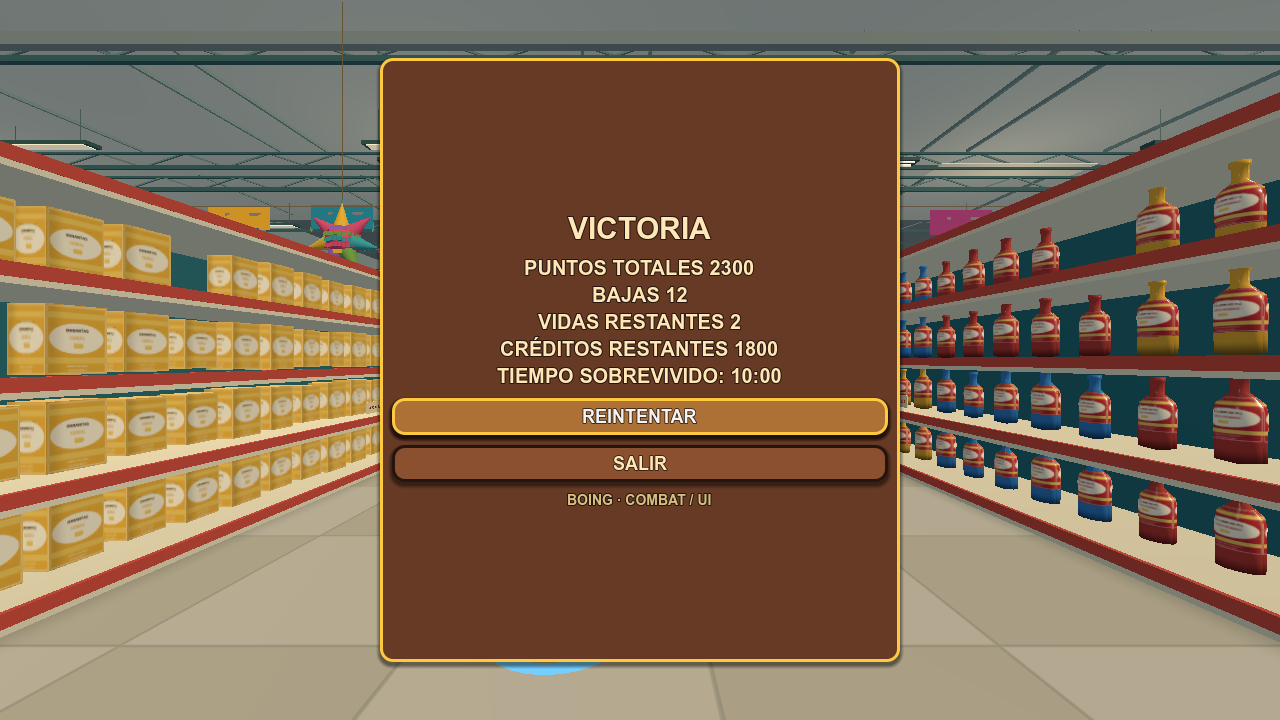 VICTORIA
PUNTOS TOTALES 2300
BAJAS 12
VIDAS RESTANTES 2
CRÉDITOS RESTANTES 1800
TIEMPO SOBREVIVIDO: 10:00
REINTENTAR
SALIR
BOING · COMBAT / UI